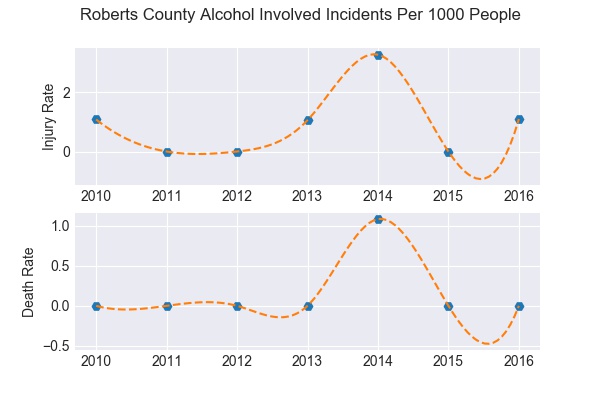 Roberts County Alcohol Involved Incidents Per 1000 People
Injury Rate
2
0
2010 2011 2012 2013 2014 2015 2016
Death Rate
1.0
0.5
0.0
−0.5
2010 2011 2012 2013 2014 2015 2016